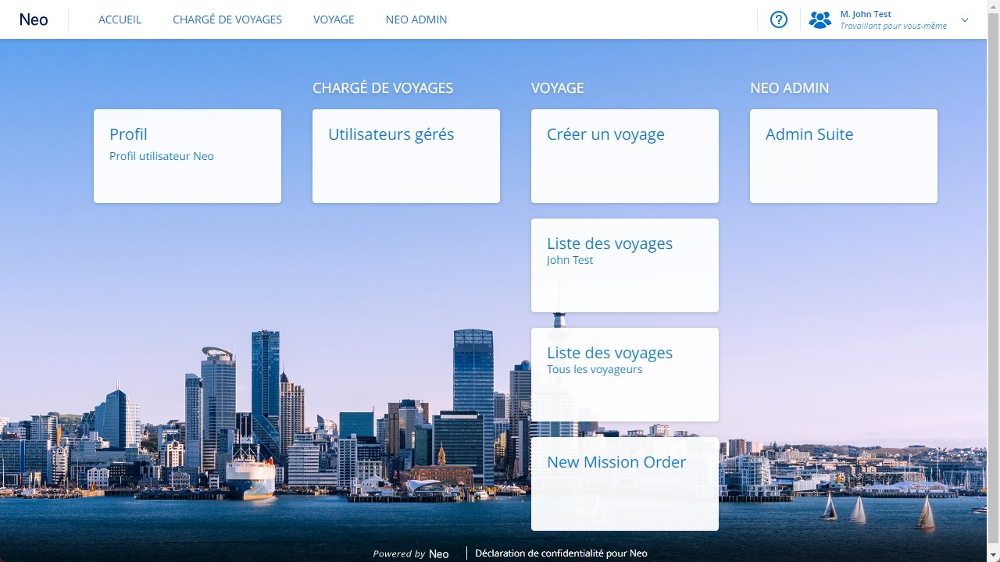 Neo
ACCUEIL
CHARGÉ DE VOYAGES
VOYAGE
NEO ADMIN
M. John Test
Travaillant pour vous-même
CHARGÉ DE VOYAGES
VOYAGE
NEO ADMIN
Profil
Profil utilisateur Neo
Utilisateurs gérés
Créer un voyage
Admin Suite
Liste des voyages
John Test
Liste des voyages
Tous les voyageurs
New Mission Order
Powered by Neo
Déclaration de confidentialité pour Neo